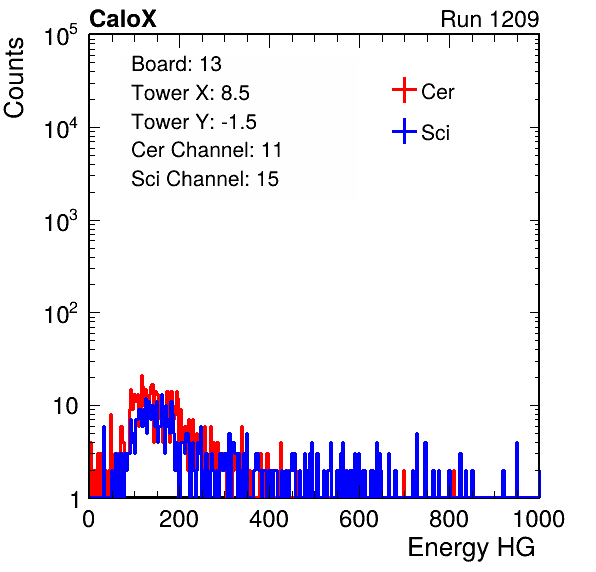 CaloX Run 1209
Counts
10^5
10^4
10^3
10^2
10
1
Board: 13
Tower X: 8.5
Tower Y: -1.5
Cer Channel: 11
Sci Channel: 15
Cer
Sci
0 200 400 600 800 1000
Energy HG